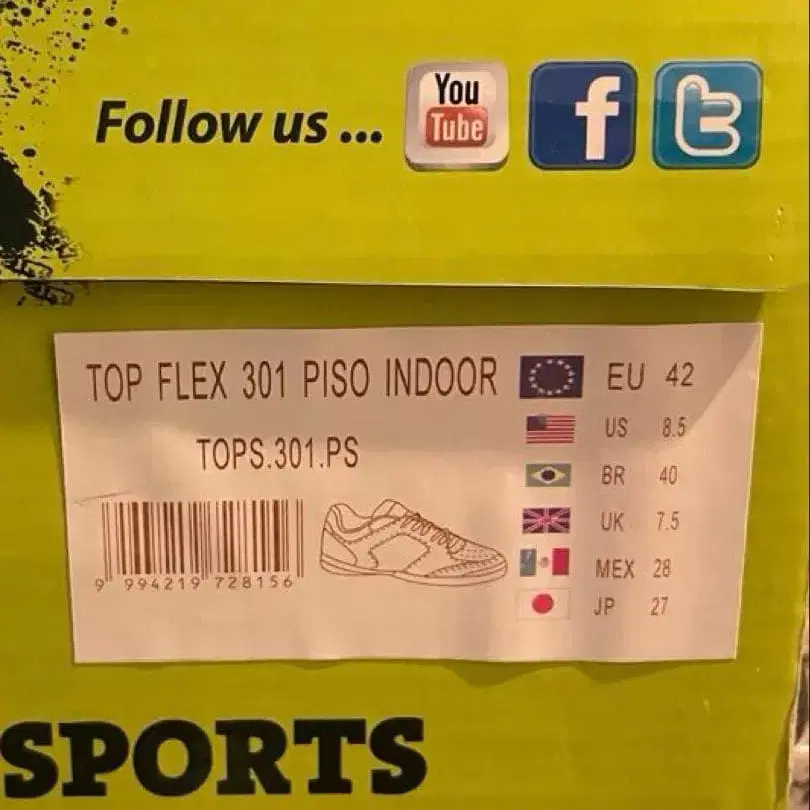 Follow us ...
You
Tube
f
t
TOP FLEX 301 PISO INDOOR
TOPS.301.PS
9 994219 728156
EU 42
US 8.5
BR 40
UK 7.5
MEX 28
JP 27
SPORTS